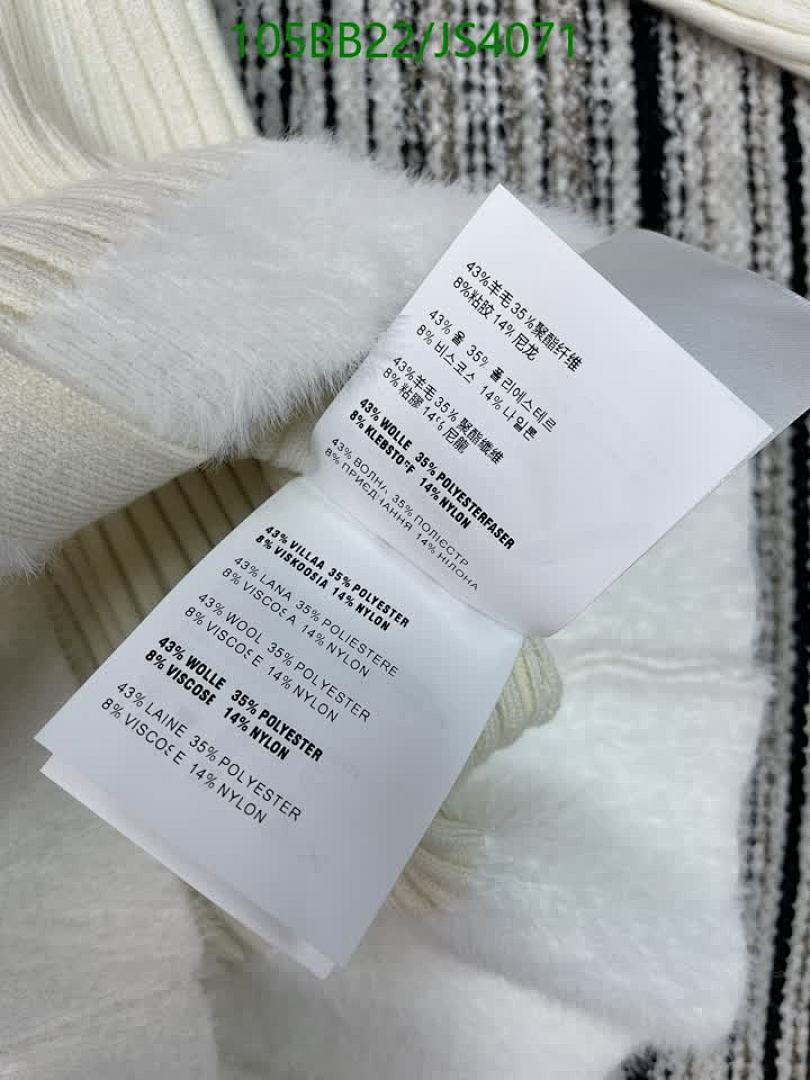 105BB22/JS4071
43%羊毛 35%聚酯纤维
8%粘胶 14%尼龙
43% 울 35% 폴리에스테르
8% 비스코스 14% 나일론
43%羊毛 35% 聚酯纖維
8% 粘膠 14% 尼龍
43% WOLLE 35% POLYESTERFASER
8% KLEBSTOFF 14% NYLON
43% ВОЛНА 35% ПОЛІЄСТР
8% ПРИЄДНАННЯ 14% НІЛОНА
43% VILLAA 35% POLYESTER
8% VISKOOSIA 14% NYLON
43% LANA 35% POLIESTERE
8% VISCOSA 14% NYLON
43% WOOL 35% POLYESTER
8% VISCOSE 14% NYLON
43% WOLLE 35% POLYESTER
8% VISCOSE 14% NYLON
43% LAINE 35% POLYESTER
8% VISCOSE 14% NYLON